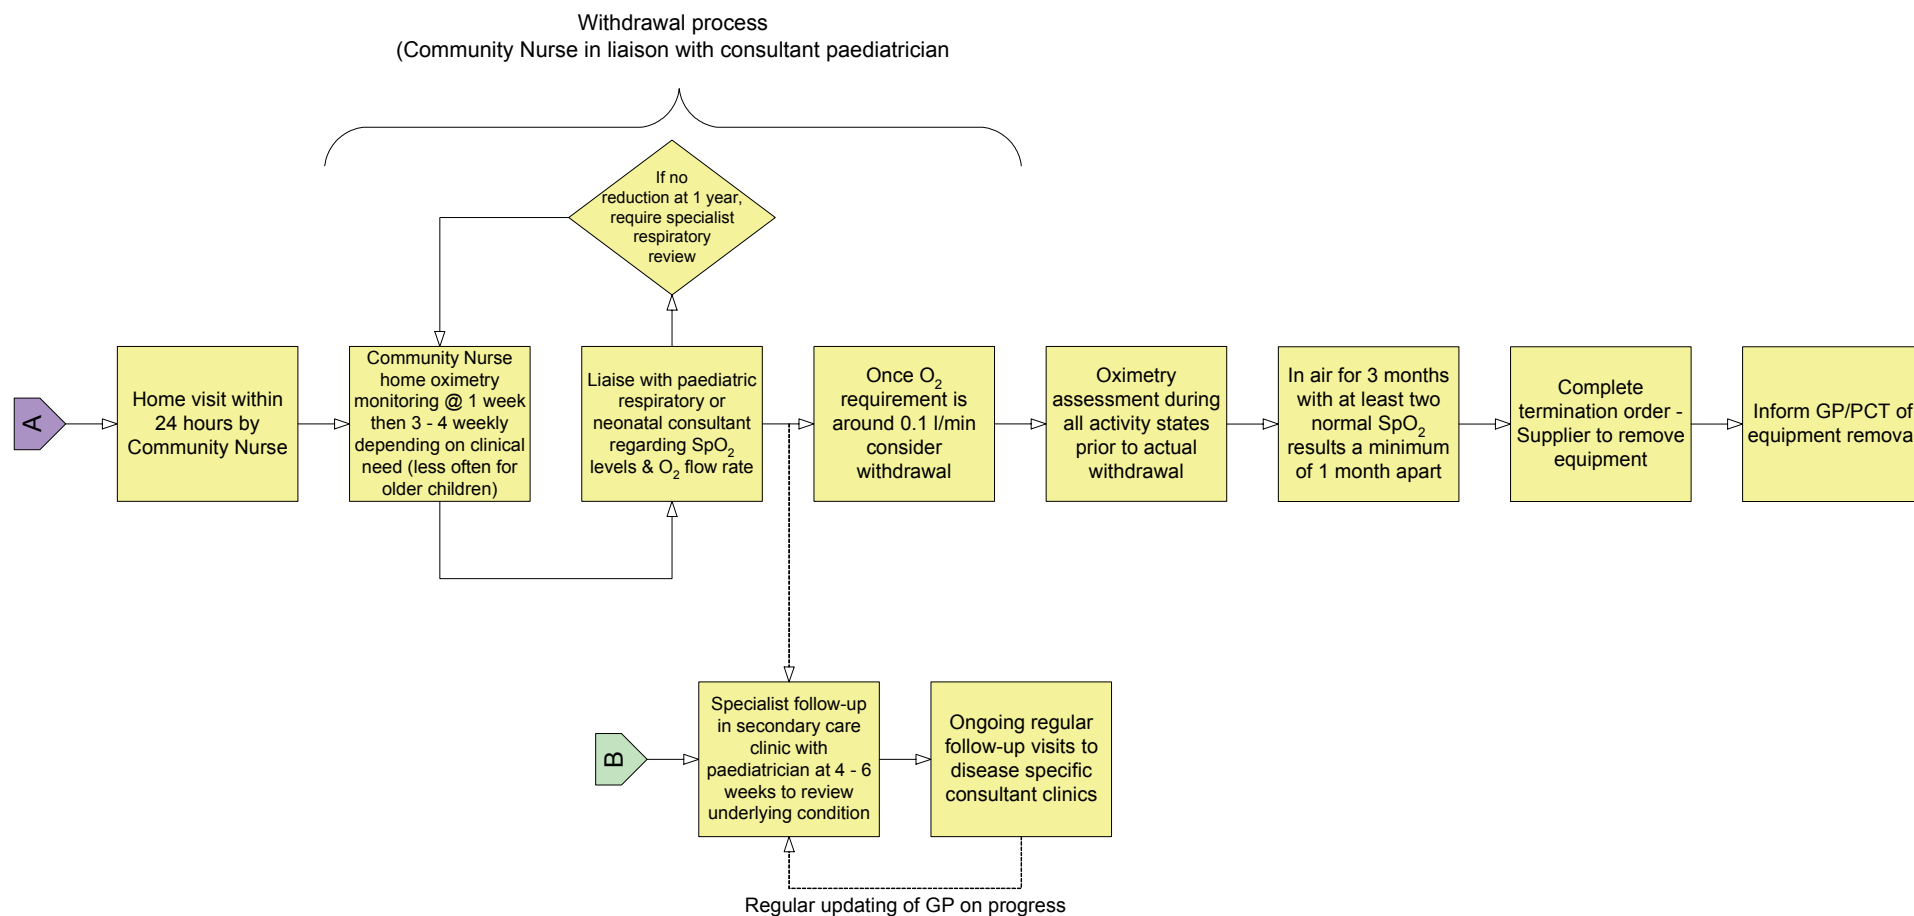 Withdrawal process
(Community Nurse in liaison with consultant paediatrician
If no
reduction at 1 year,
require specialist
respiratory
review
A
Home visit within
24 hours by
Community Nurse
Community Nurse
home oximetry
monitoring @ 1 week
then 3 - 4 weekly
depending on clinical
need (less often for
older children)
Liaise with paediatric
respiratory or
neonatal consultant
regarding SpO₂
levels & O₂ flow rate
Once O₂
requirement is
around 0.1 l/min
consider
withdrawal
Oximetry
assessment during
all activity states
prior to actual
withdrawal
In air for 3 months
with at least two
normal SpO₂
results a minimum
of 1 month apart
Complete
termination order -
Supplier to remove
equipment
Inform GP/PCT of
equipment remova
B
Specialist follow-up
in secondary care
clinic with
paediatrician at 4 - 6
weeks to review
underlying condition
Ongoing regular
follow-up visits to
disease specific
consultant clinics
Regular updating of GP on progress